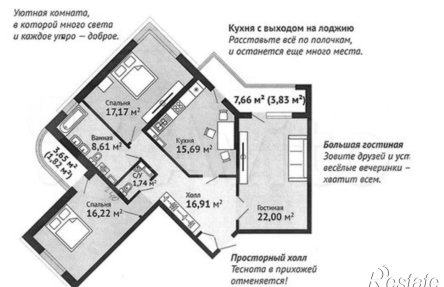 Уютная комната,
в которой много света
и каждое утро – доброе.
Кухня с выходом на лоджию
Расставьте всё по полочкам,
и останется еще много места.
Спальня
17,17 м²
7,66 м² (3,83 м²)
Ванная
8,61 м²
Кухня
15,69 м²
Большая гостиная
Зовите друзей и уст
весёлые вечеринки –
хватит всем.
3,65 м²
(1,82 м²)
С/У
1,74 м²
Спальня
16,22 м²
Холл
16,91 м²
Гостиная
22,00 м²
Просторный холл
Теснота в прихожей
отменяется!
Restate